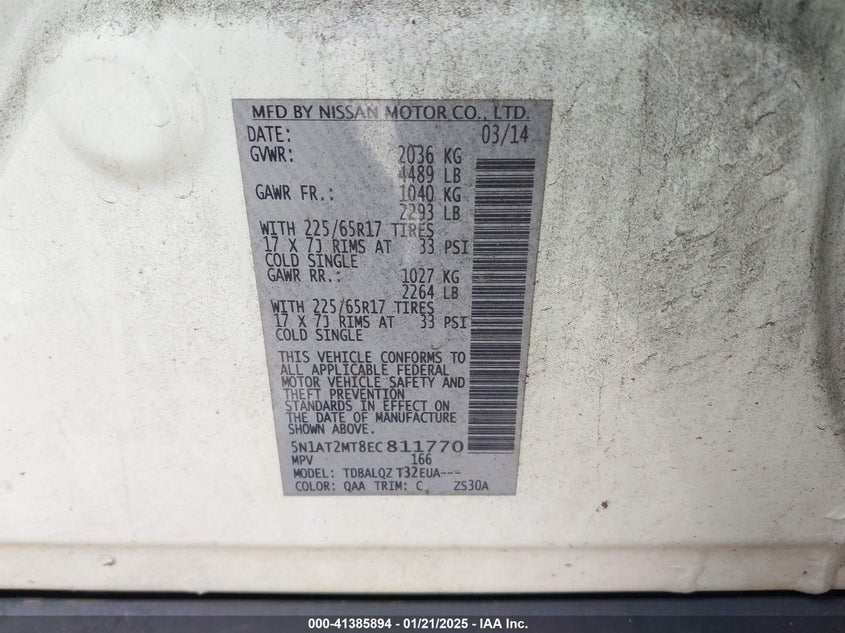 MFD BY NISSAN MOTOR CO., LTD.
DATE: 03/14
GVWR: 2036 KG
4489 LB
GAWR FR.: 1040 KG
2293 LB
WITH 225/65R17 TIRES
17 X 7J RIMS AT 33 PSI
COLD SINGLE
GAWR RR.: 1027 KG
2264 LB
WITH 225/65R17 TIRES
17 X 7J RIMS AT 33 PSI
COLD SINGLE
THIS VEHICLE CONFORMS TO
ALL APPLICABLE FEDERAL
MOTOR VEHICLE SAFETY AND
THEFT PREVENTION
STANDARDS IN EFFECT ON
THE DATE OF MANUFACTURE
SHOWN ABOVE.
5N1AT2MT8EC811770
MPV 166
MODEL: TDBALQZ T32EUA---
COLOR: QAA TRIM: C ZS30A
000-41385894 - 01/21/2025 - IAA Inc.